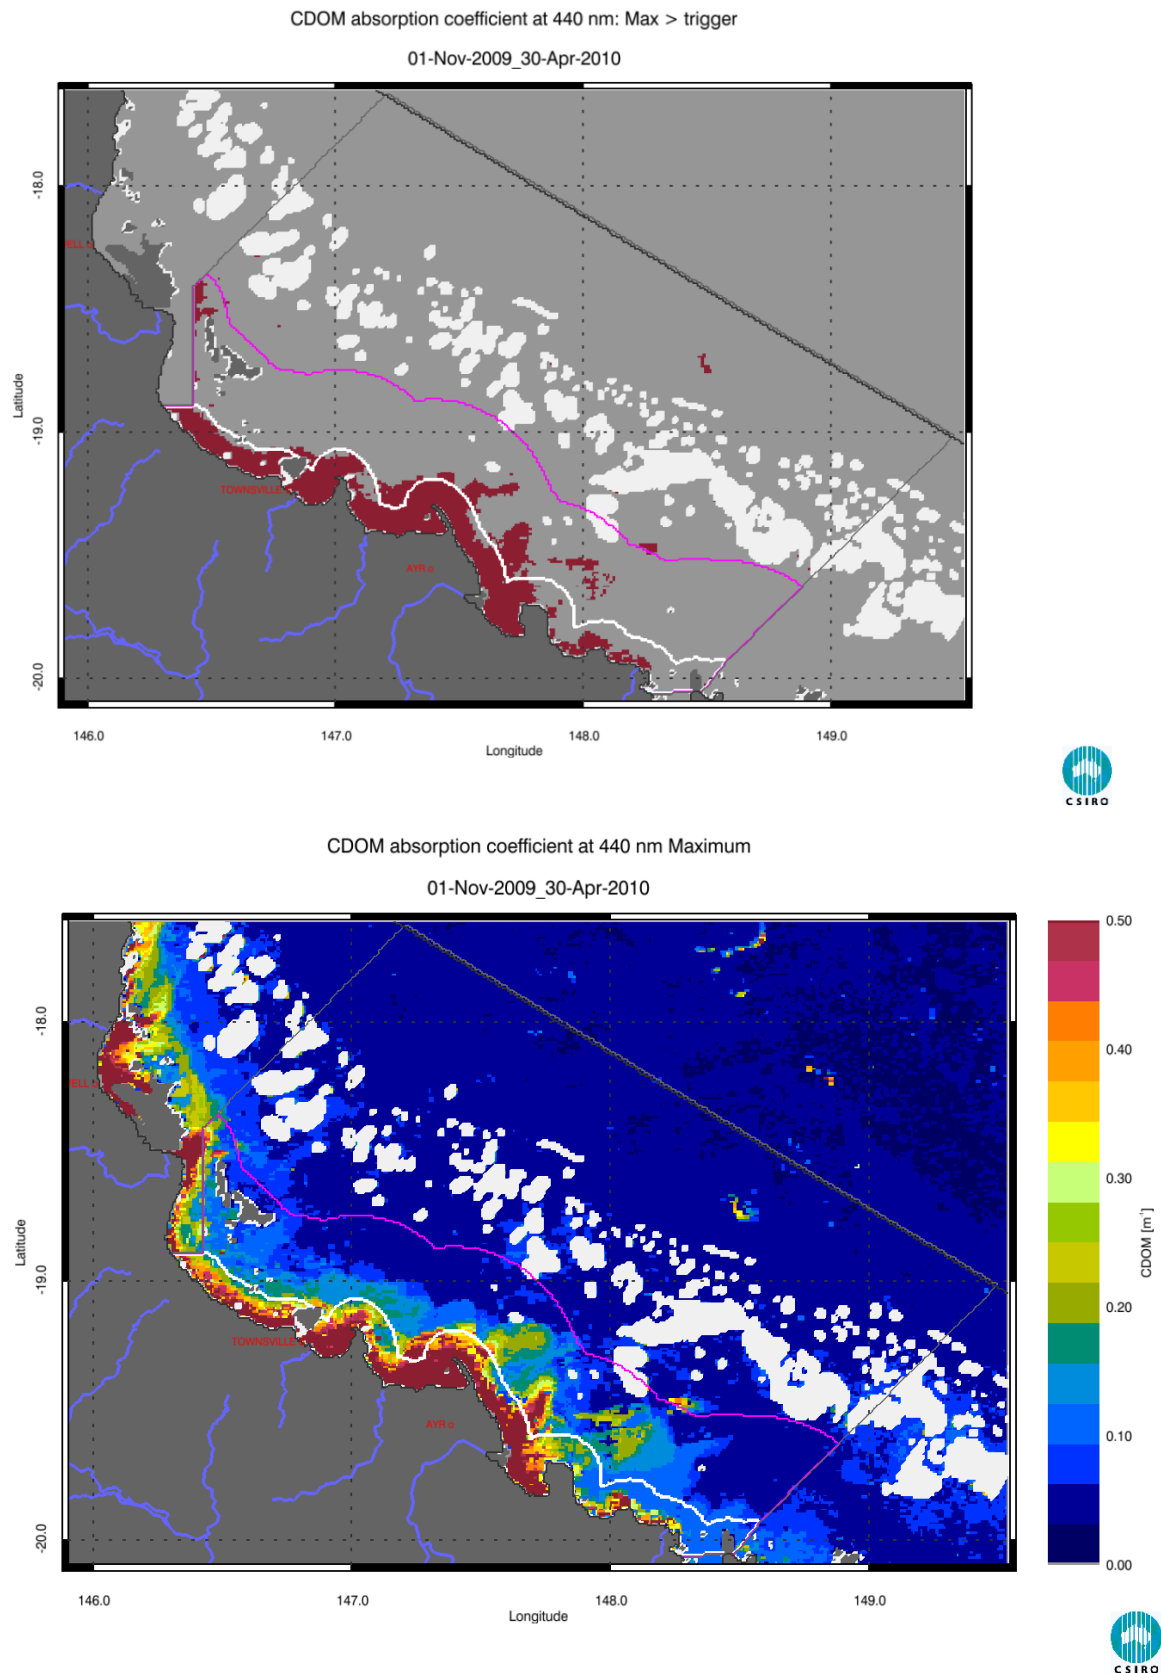 CDOM absorption coefficient at 440 nm: Max > trigger
01-Nov-2009_30-Apr-2010
-18.0
ELL
Latitude
-19.0
TOWNSVILLE
AYR
-20.0
146.0 147.0 148.0 149.0
Longitude
CSIRO
CDOM absorption coefficient at 440 nm Maximum
01-Nov-2009_30-Apr-2010
0.50
-18.0
0.40
ELL
0.30
Latitude
CDOM [m⁻¹]
-19.0
0.20
TOWNSVILLE
AYR
0.10
-20.0
0.00
146.0 147.0 148.0 149.0
Longitude
CSIRO